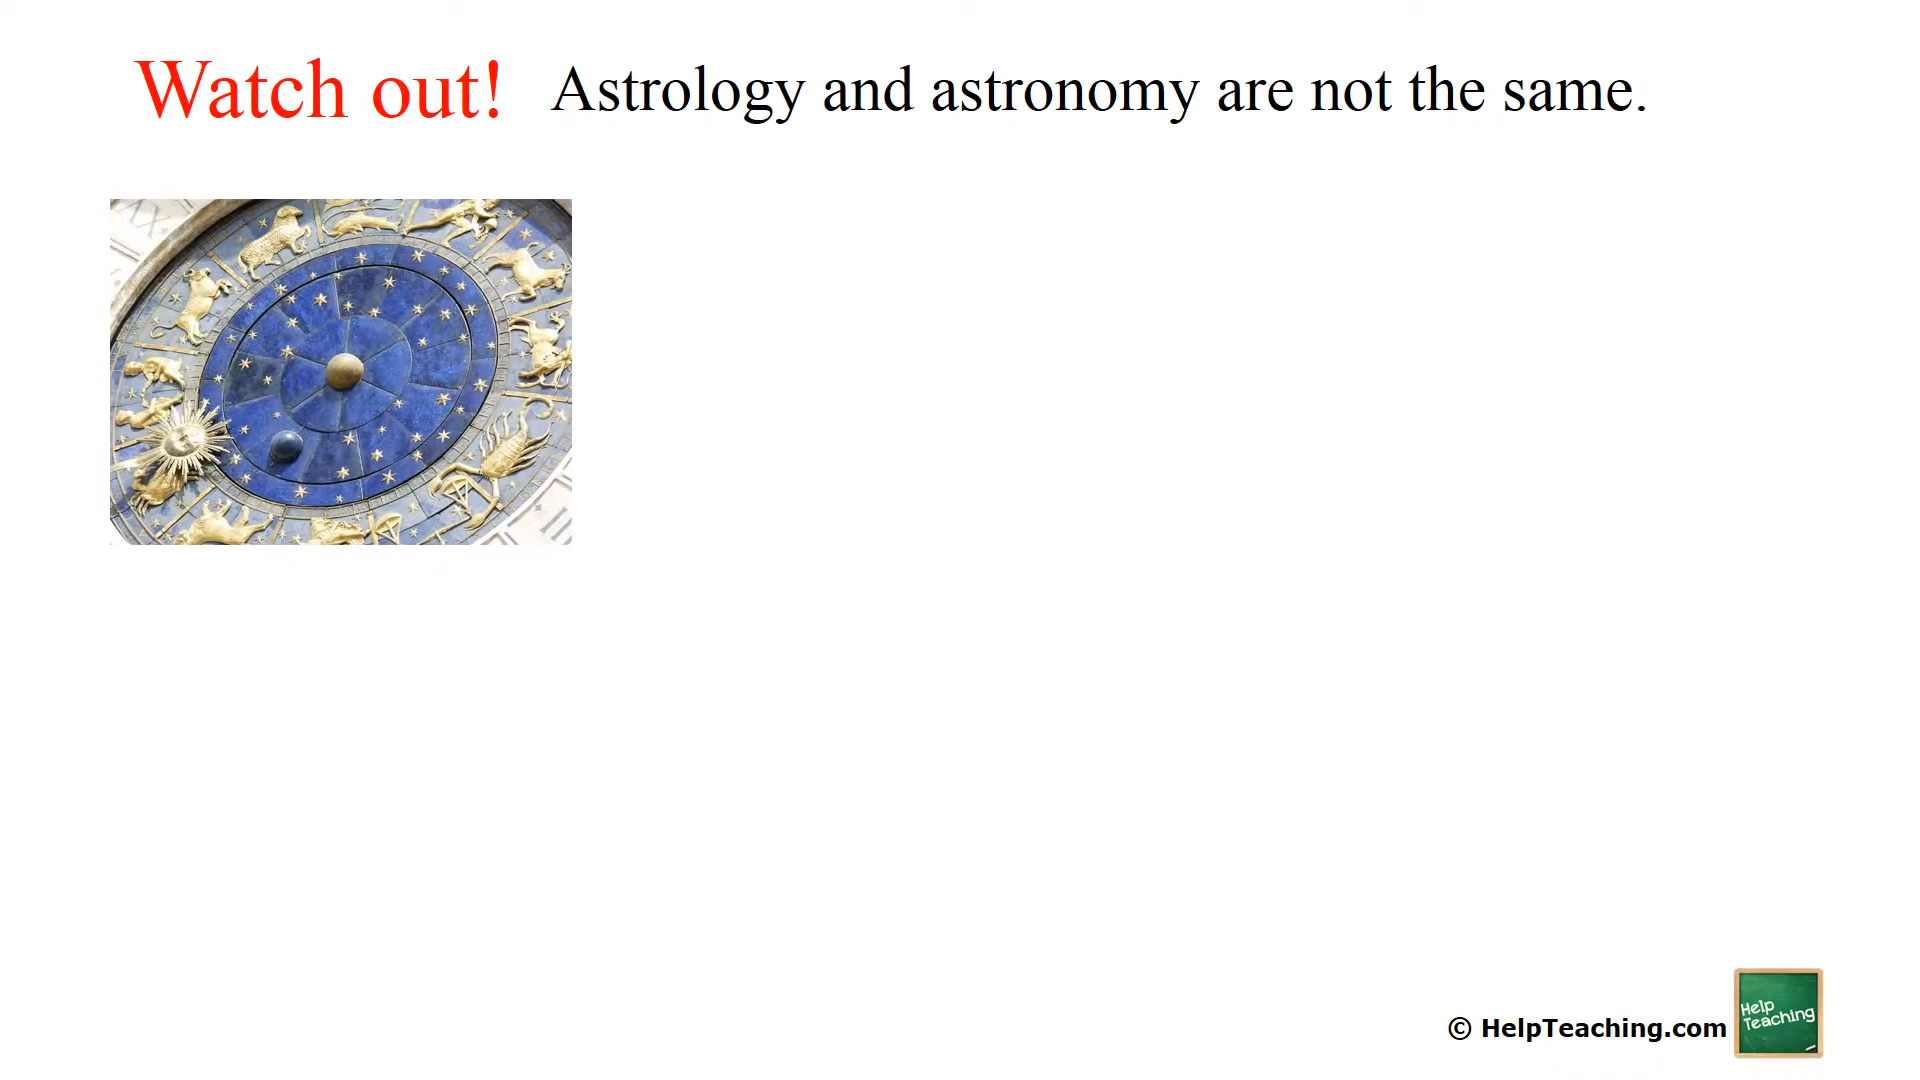 Watch out! Astrology and astronomy are not the same.
© HelpTeaching.com
Help
Teaching